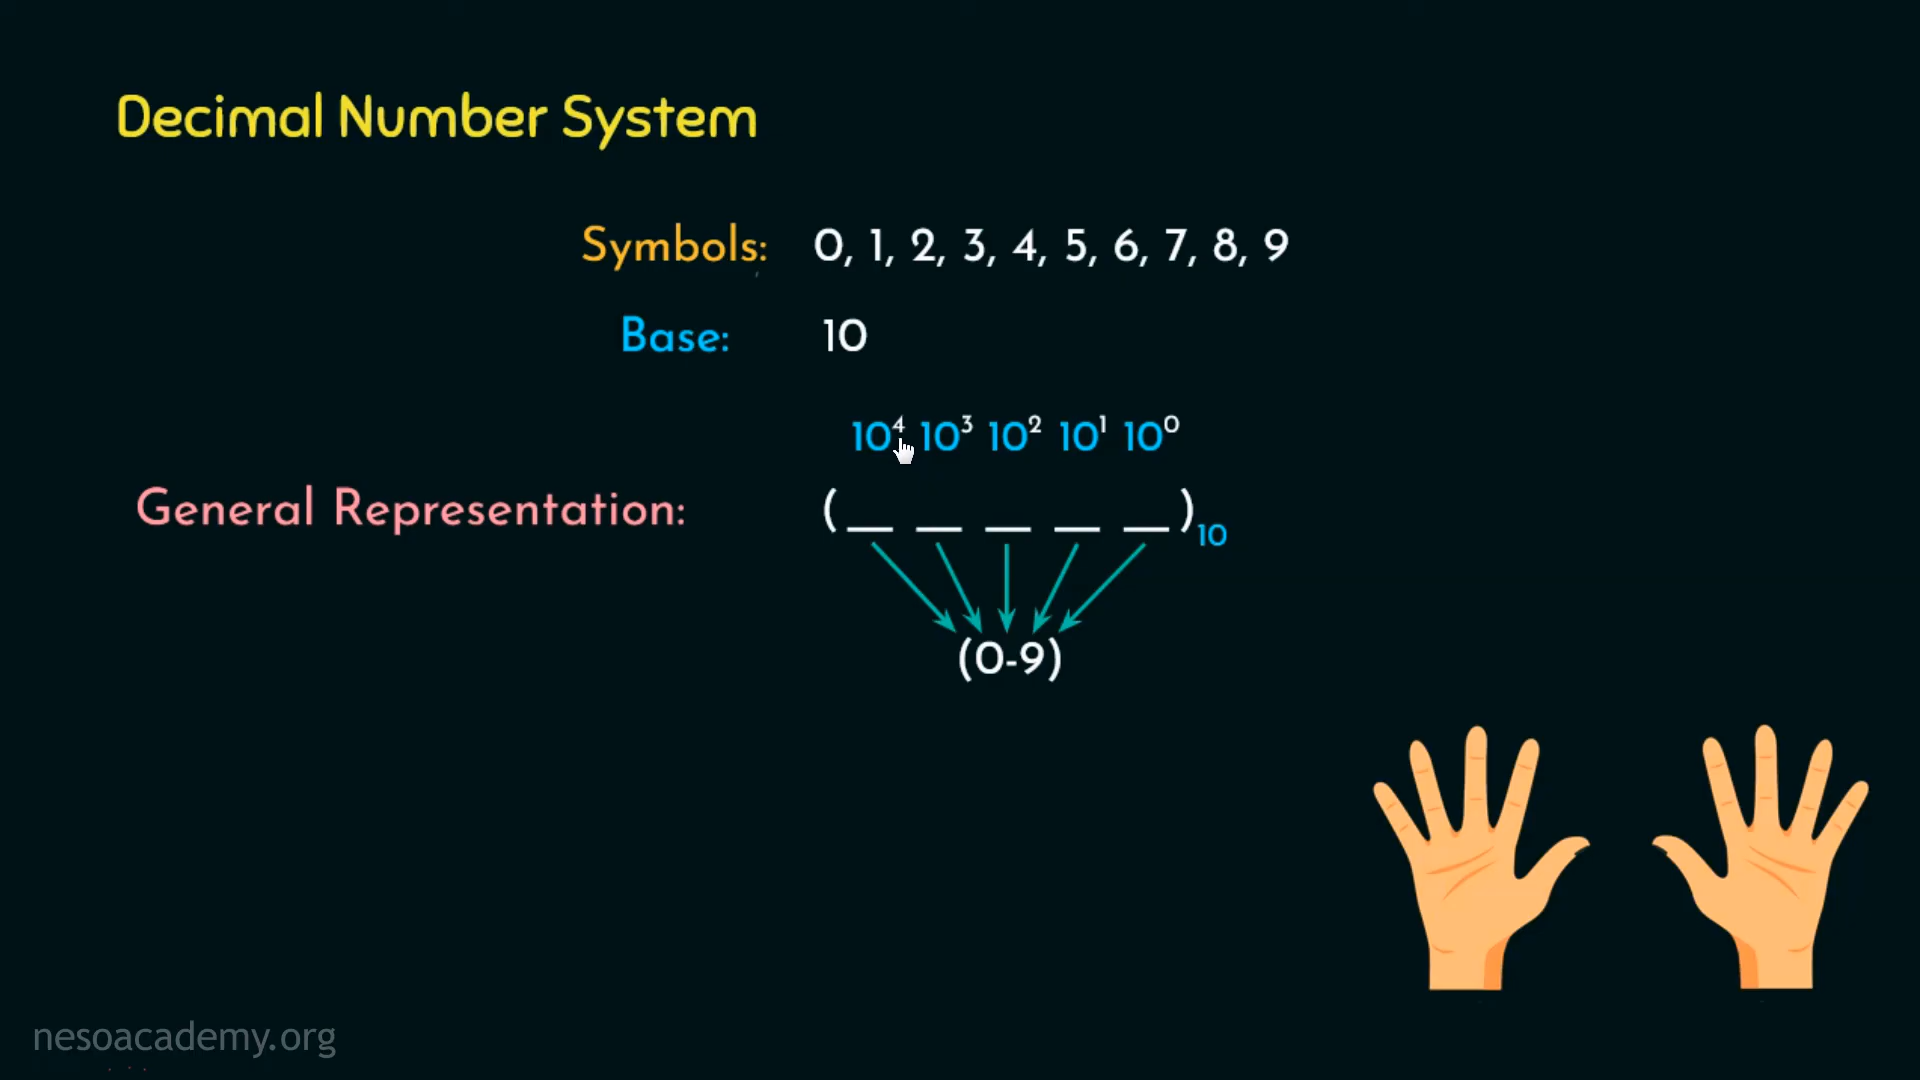 Decimal Number System
Symbols: 0, 1, 2, 3, 4, 5, 6, 7, 8, 9
Base: 10
10⁴ 10³ 10² 10¹ 10⁰
General Representation: (_ _ _ _ _)₁₀
(0-9)
nesoacademy.org